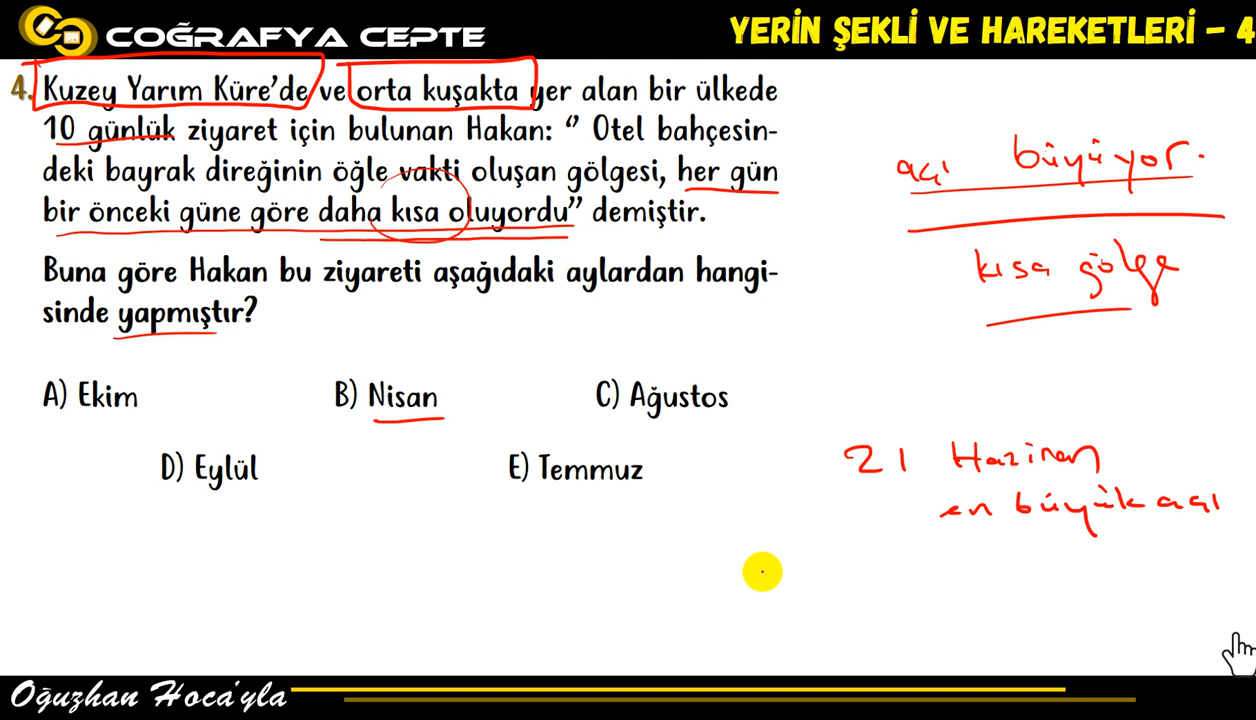 COĞRAFYA CEPTE
YERİN ŞEKLİ VE HAREKETLERİ - 4
4. Kuzey Yarım Küre'de ve orta kuşakta yer alan bir ülkede
10 günlük ziyaret için bulunan Hakan: “ Otel bahçesin-
deki bayrak direğinin öğle vakti oluşan gölgesi, her gün
bir önceki güne göre daha kısa oluyordu” demiştir.
Buna göre Hakan bu ziyareti aşağıdaki aylardan hangi-
sinde yapmıştır?
A) Ekim B) Nisan C) Ağustos
D) Eylül E) Temmuz
açı büyüyor.
kısa gölge
21 Haziran
en büyük açı
Oğuzhan Hoca'yla